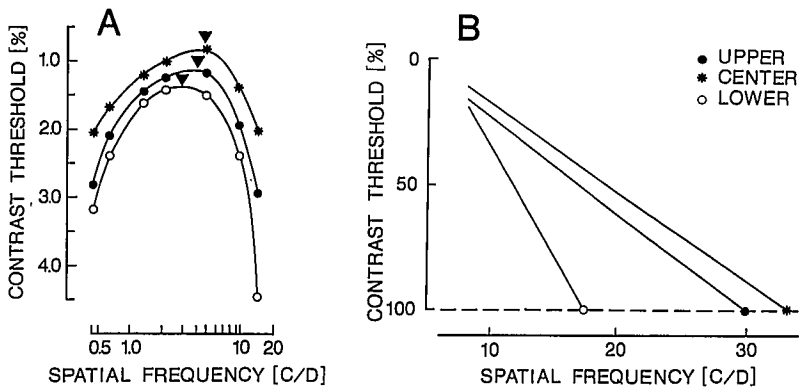 A
CONTRAST THRESHOLD [%]
1.0
2.0
3.0
4.0
0.5 1.0 10 20
SPATIAL FREQUENCY [C/D]
B
CONTRAST THRESHOLD [%]
0
50
100
UPPER
CENTER
LOWER
10 20 30
SPATIAL FREQUENCY [C/D]